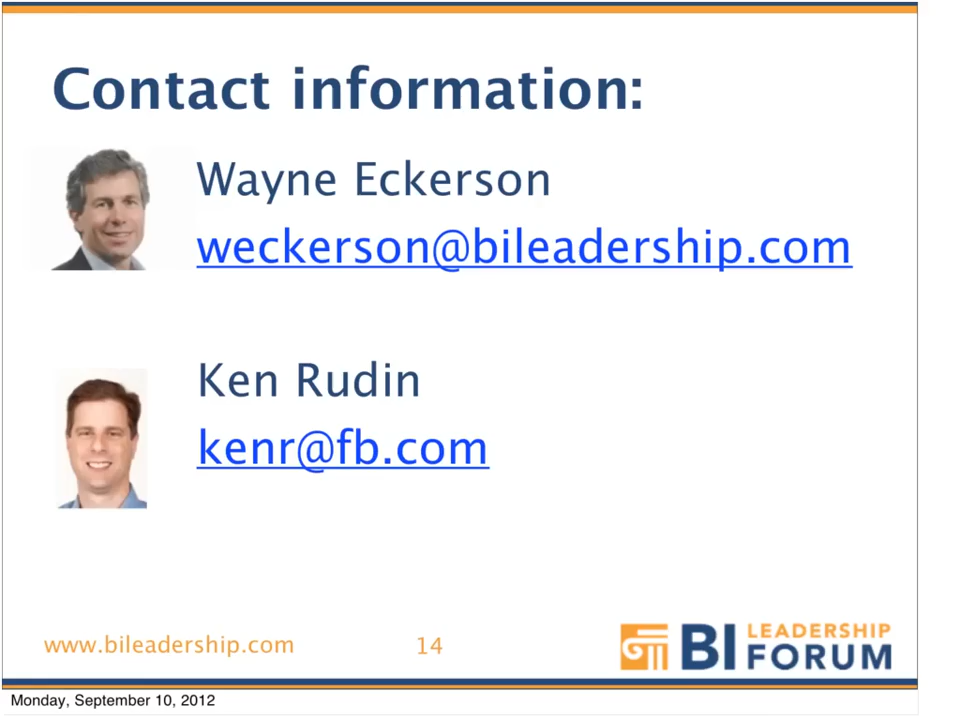 Contact information:
Wayne Eckerson
weckerson@bileadership.com
Ken Rudin
kenr@fb.com
www.bileadership.com
14
BI LEADERSHIP FORUM
Monday, September 10, 2012